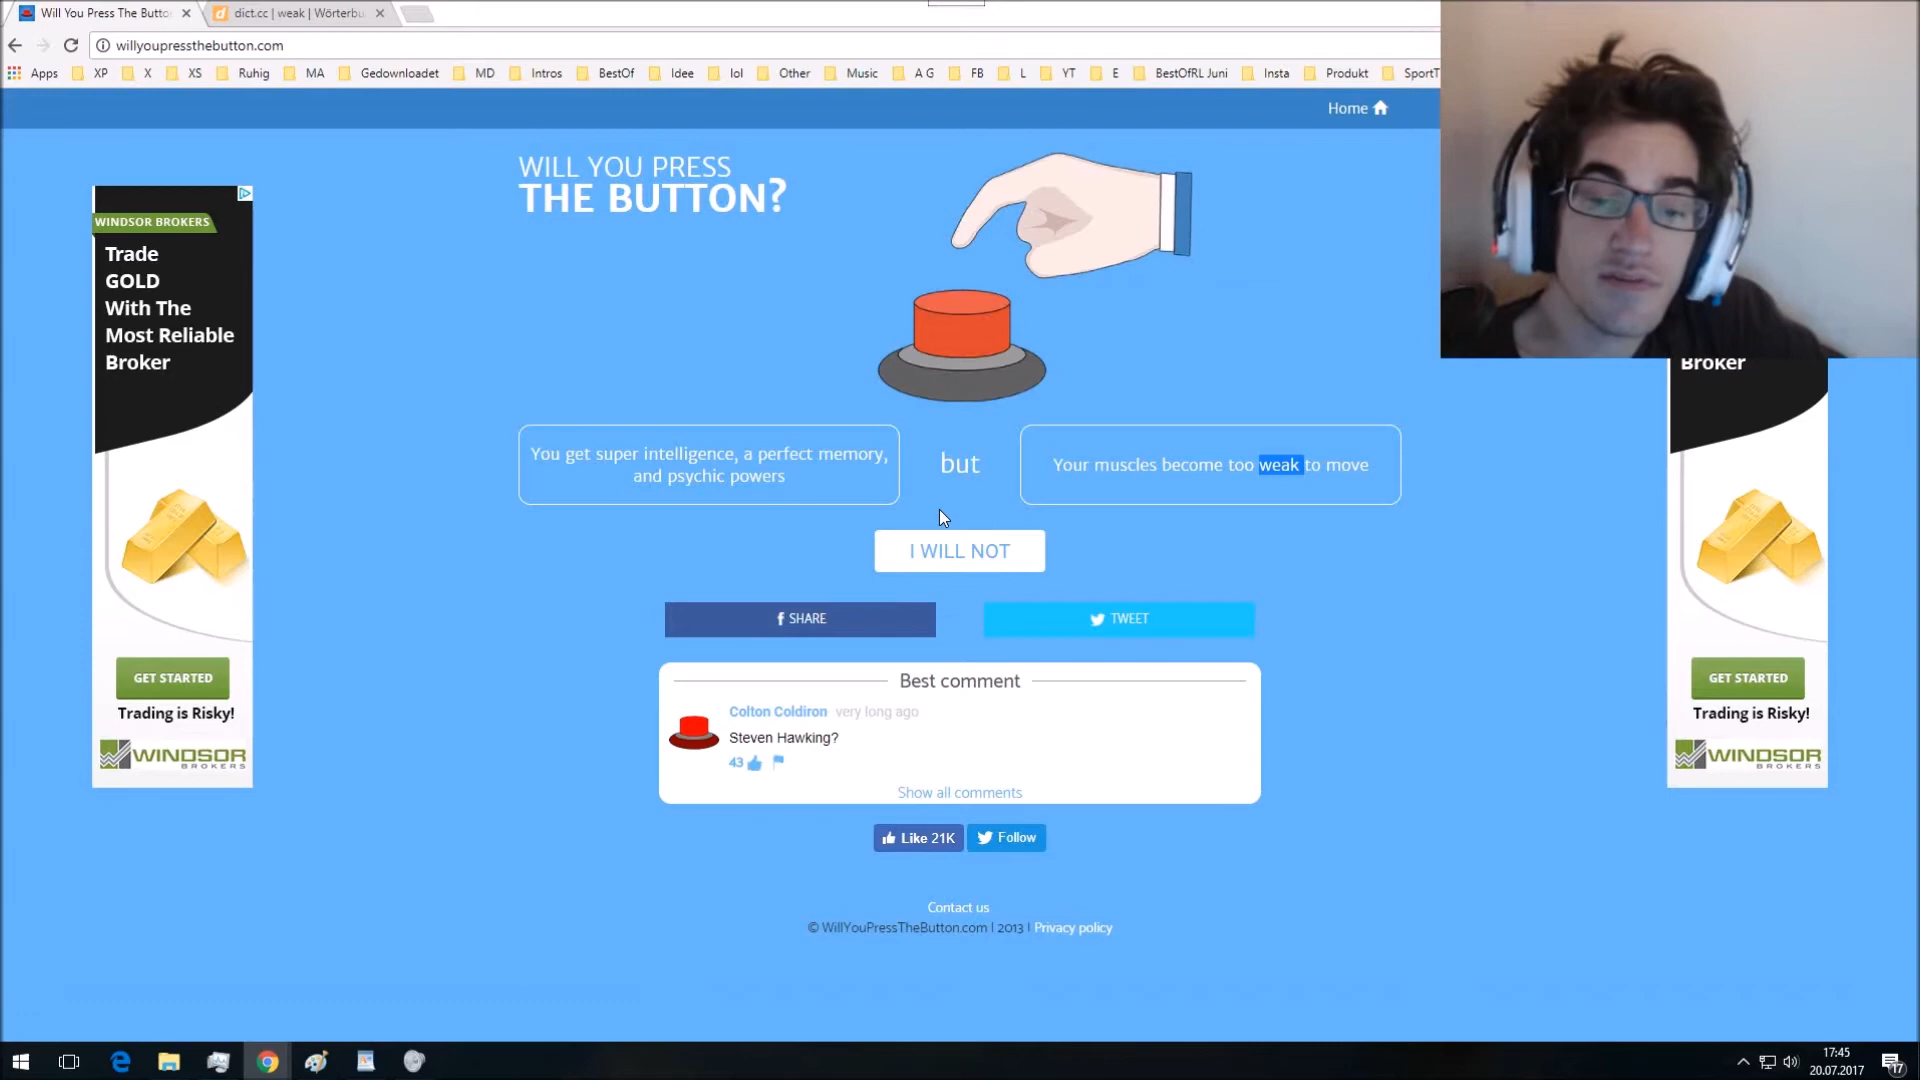 Will You Press The Butto
dict.cc | weak | Wörterbu
willyoupressthebutton.com
Apps XP X XS Ruhig MA Gedownloadet MD Intros BestOf Idee lol Other Music A G FB L YT E BestOfRL Juni Insta Produkt SportT
Home
WILL YOU PRESS
THE BUTTON?
WINDSOR BROKERS
Trade
GOLD
With The
Most Reliable
Broker
GET STARTED
Trading is Risky!
WINDSOR
BROKERS
You get super intelligence, a perfect memory,
and psychic powers
but
Your muscles become too weak to move
I WILL NOT
f SHARE
TWEET
Best comment
Colton Coldiron very long ago
Steven Hawking?
43
Show all comments
Like 21K
Follow
Contact us
© WillYouPressTheButton.com | 2013 | Privacy policy
Broker
GET STARTED
Trading is Risky!
WINDSOR
BROKERS
17:45
20.07.2017
17